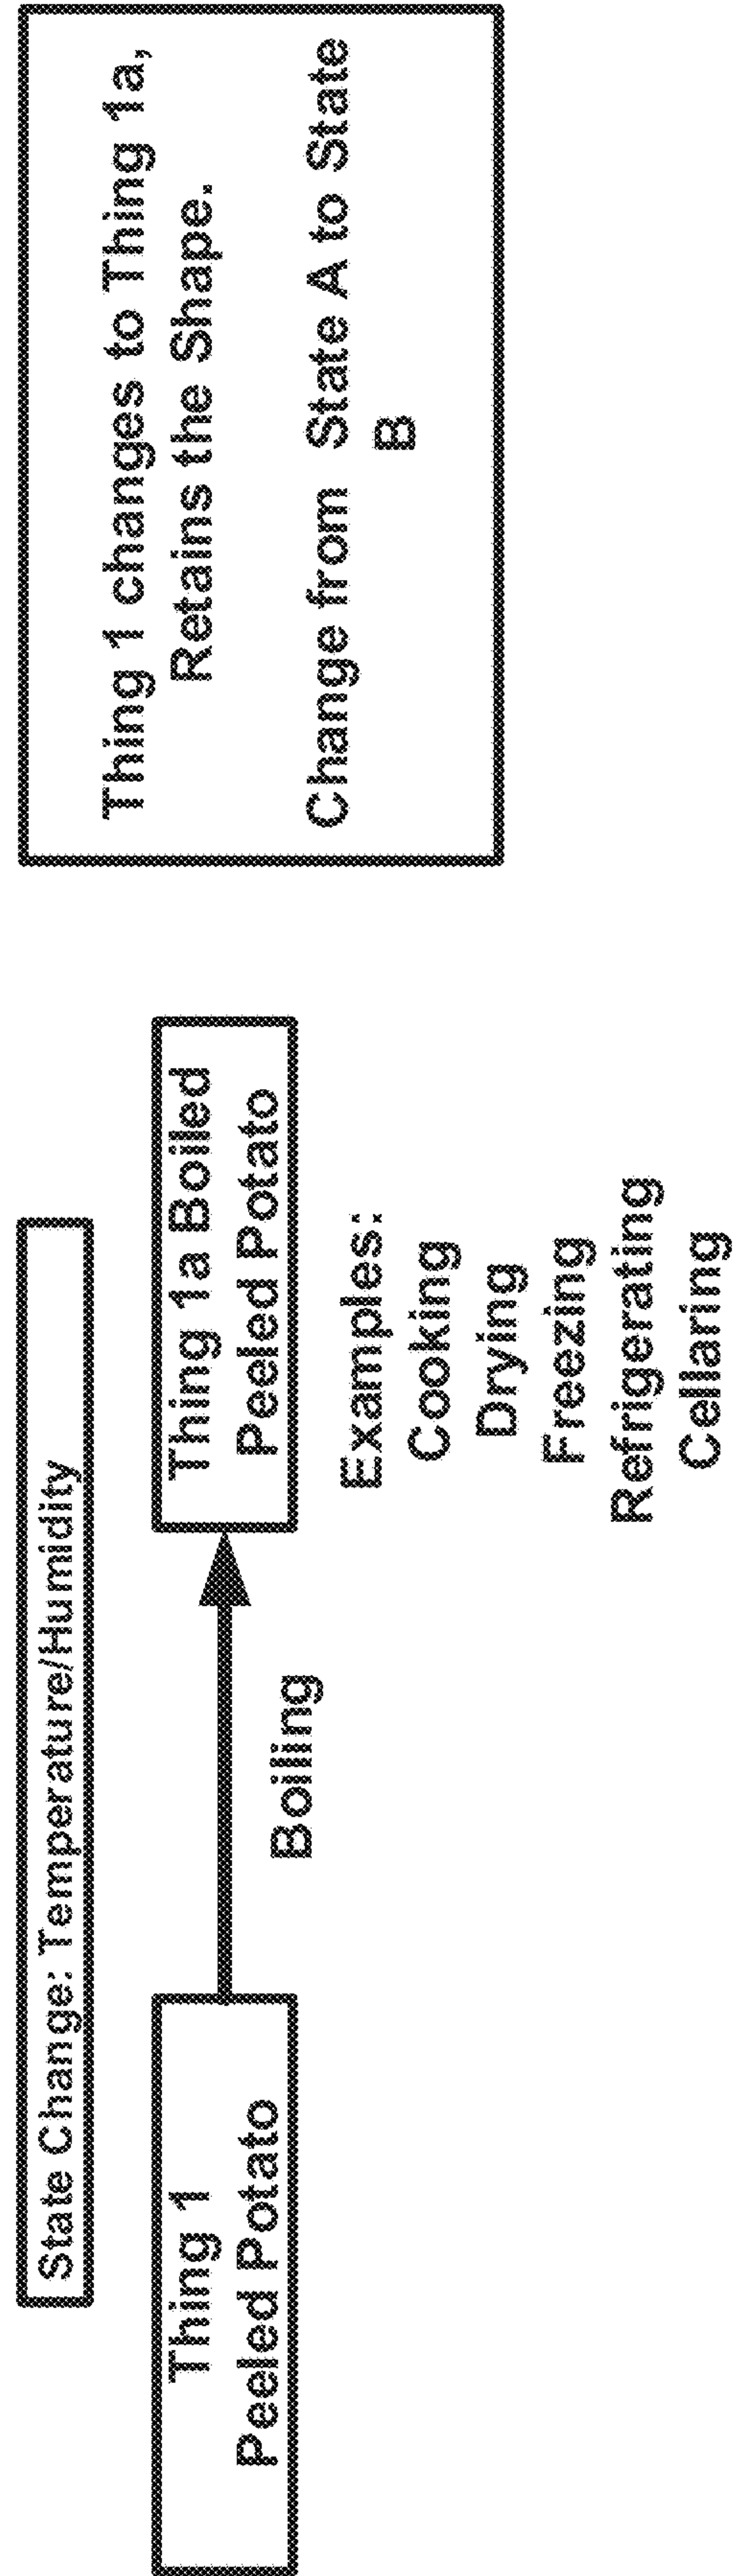 State Change: Temperature/Humidity
Thing 1
Peeled Potato
Boiling
Thing 1a Boiled
Peeled Potato
Examples:
Cooking
Drying
Freezing
Refrigerating
Cellaring
Thing 1 changes to Thing 1a,
Retains the Shape.
Change from State A to State
B